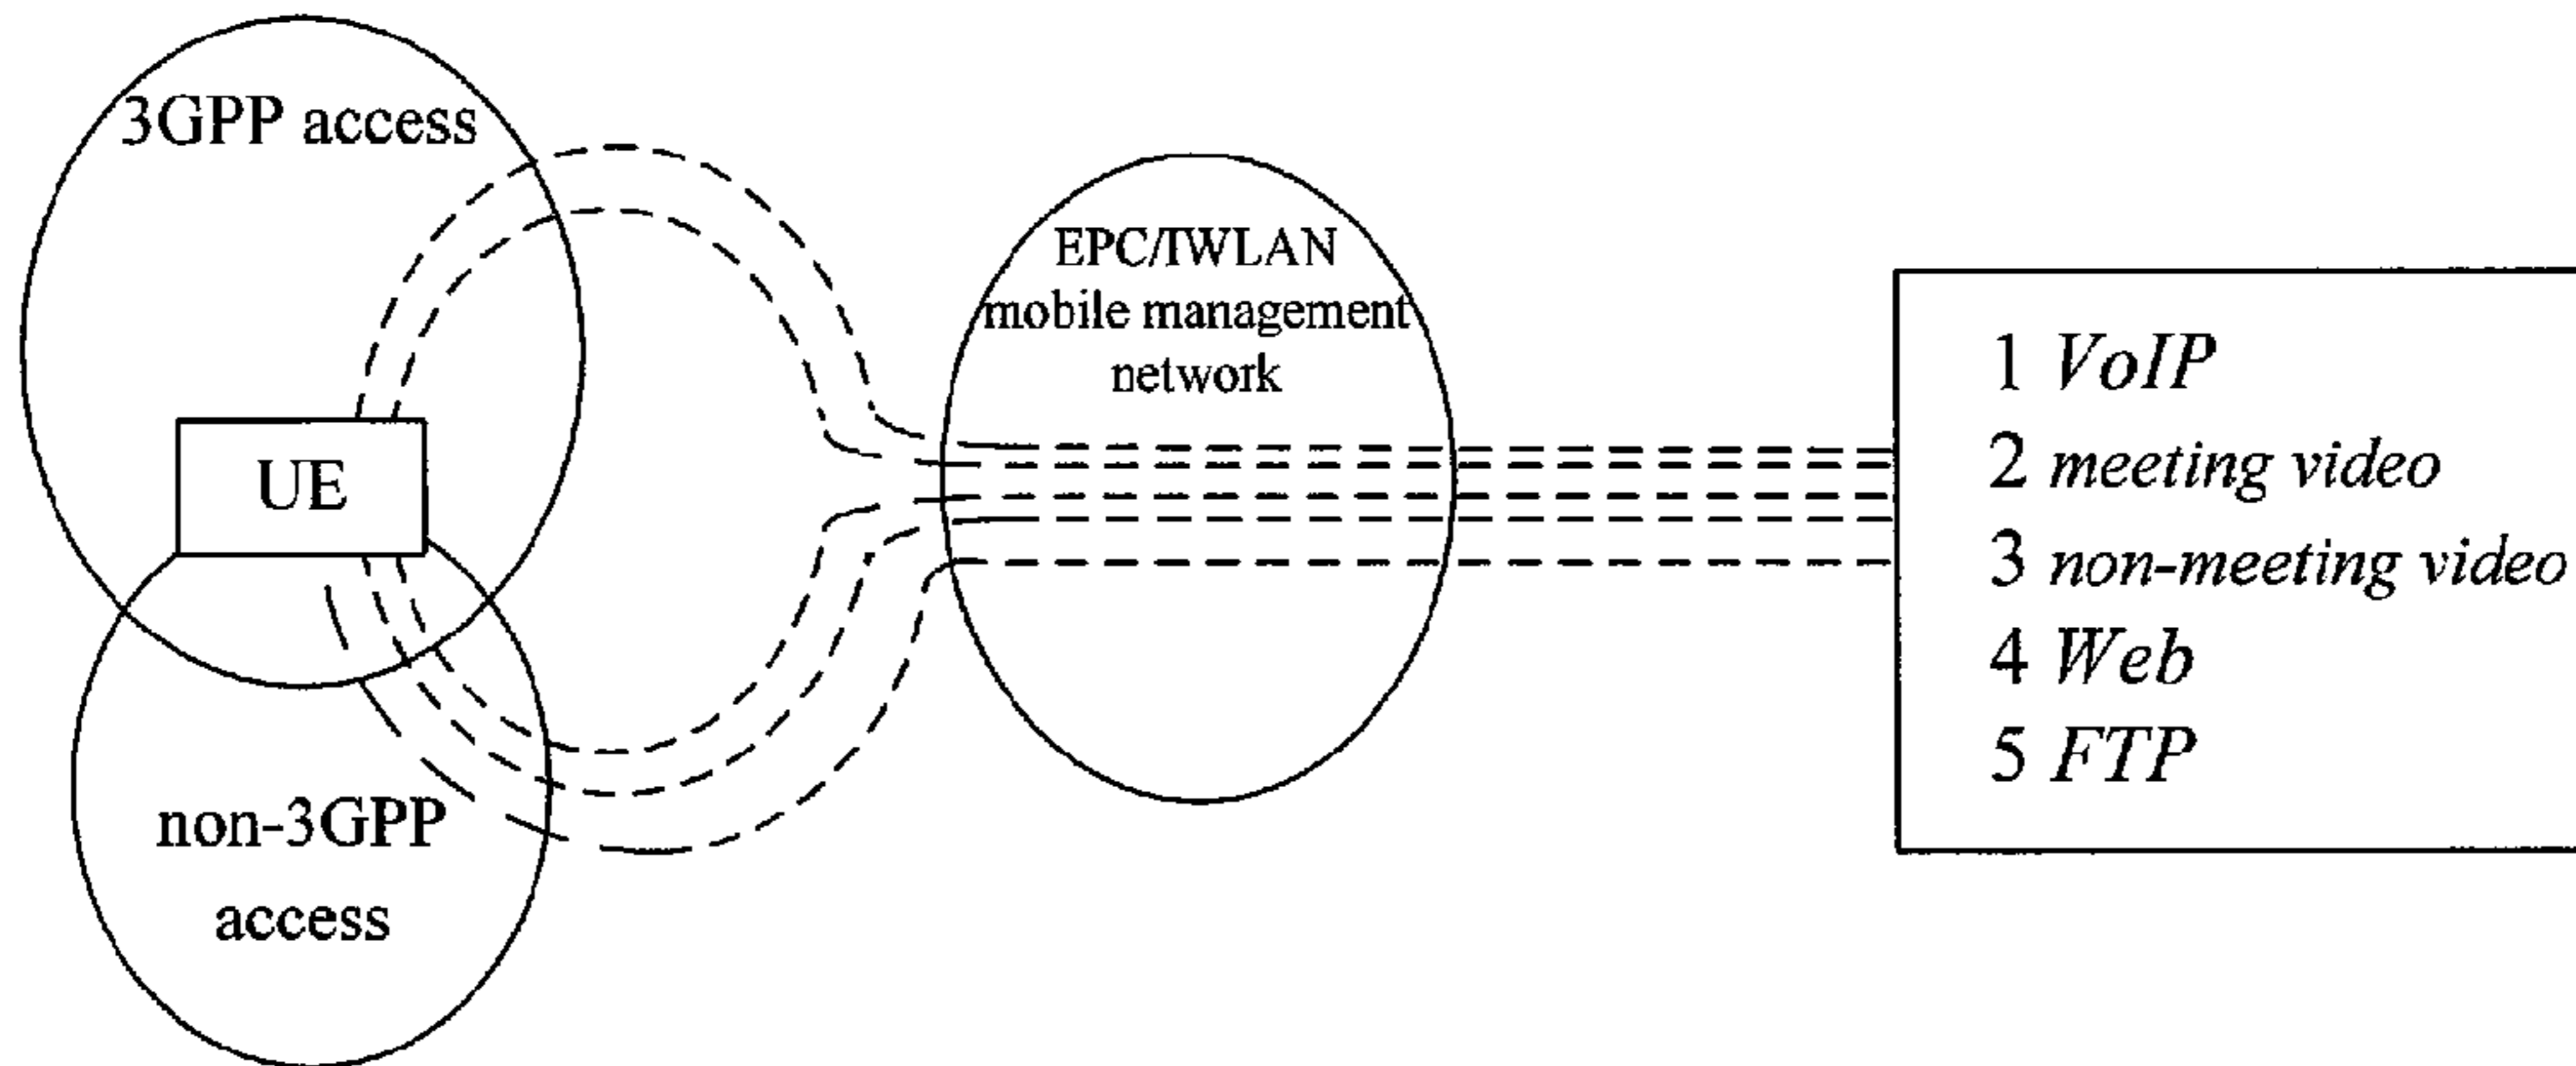 3GPP access
UE
non-3GPP
access
EPC/IWLAN
mobile management
network
1 VoIP
2 meeting video
3 non-meeting video
4 Web
5 FTP